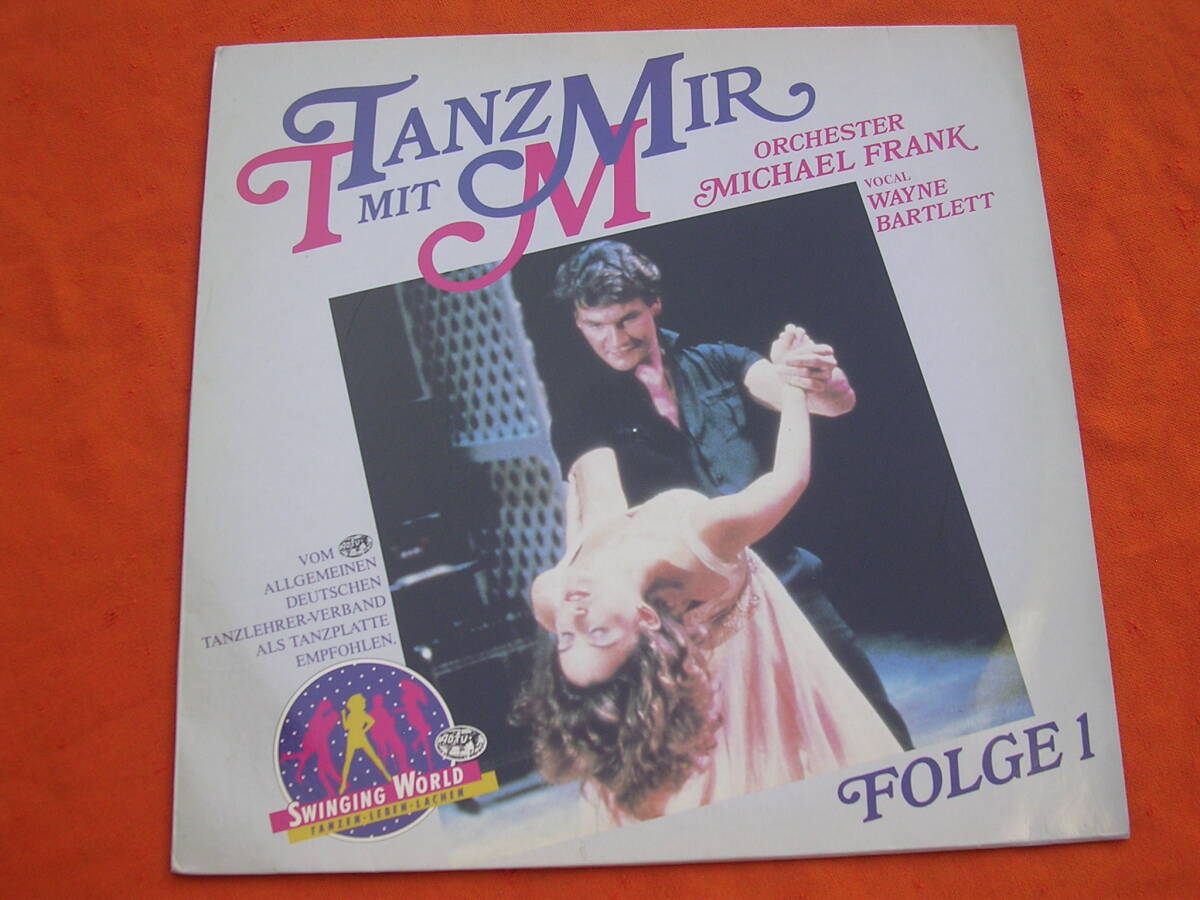 TANZ MIR
MIT
T M
ORCHESTER
MICHAEL FRANK
VOCAL
WAYNE
BARTLETT
VOM
ALLGEMEINEN
DEUTSCHEN
TANZLEHRER-VERBAND
ALS TANZPLATTE
EMPFOHLEN.
SWINGING WORLD
TANZEN·LEBEN·LACHEN
FOLGE 1